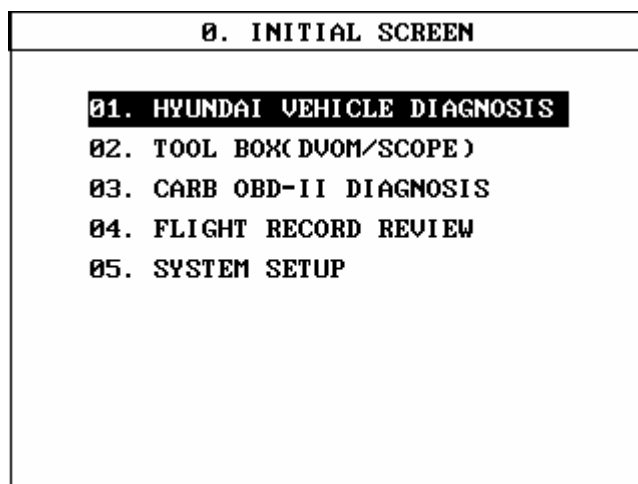 0. INITIAL SCREEN
01. HYUNDAI VEHICLE DIAGNOSIS
02. TOOL BOX(DVOM/SCOPE)
03. CARB OBD-II DIAGNOSIS
04. FLIGHT RECORD REVIEW
05. SYSTEM SETUP